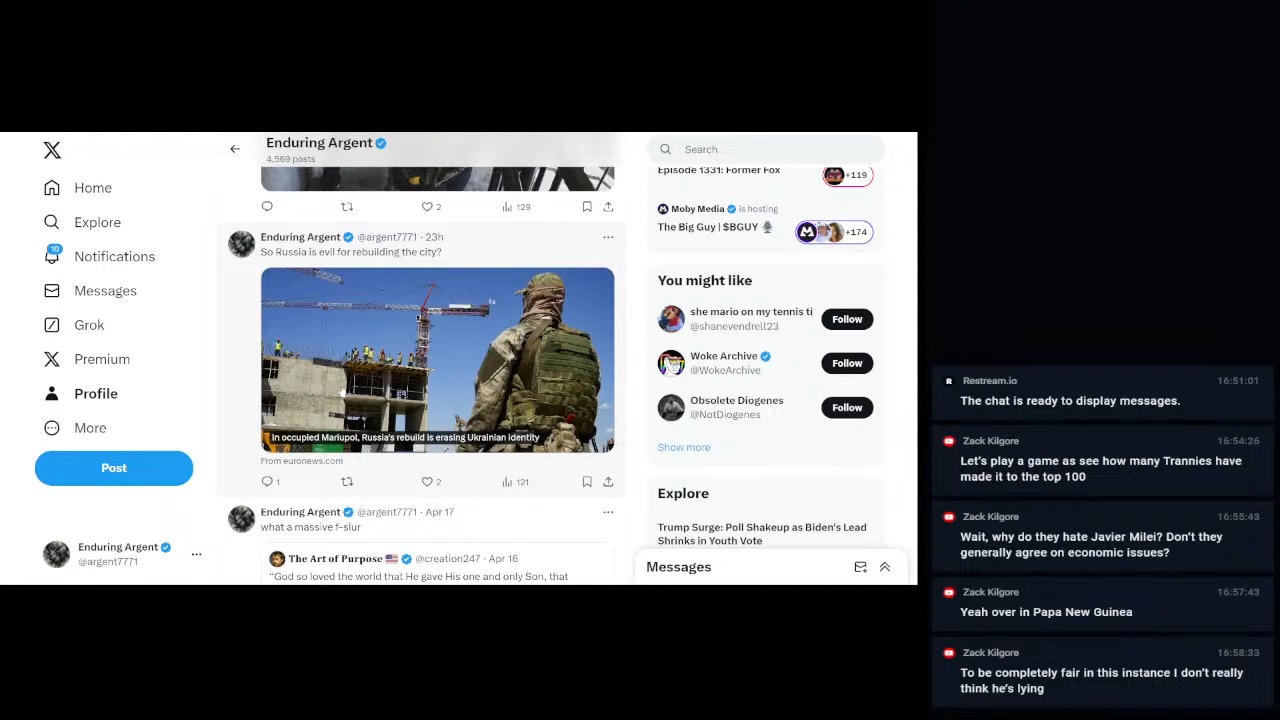 Home
Explore
10
Notifications
Messages
Grok
Premium
Profile
More
Post
Enduring Argent
@argent7771
Enduring Argent
4,569 posts
2
129
Enduring Argent @argent7771 · 23h
So Russia is evil for rebuilding the city?
In occupied Mariupol, Russia's rebuild is erasing Ukrainian identity
From euronews.com
1
2
121
Enduring Argent @argent7771 · Apr 17
what a massive f-slur
The Art of Purpose @creation247 · Apr 16
"God so loved the world that He gave His one and only Son, that
Search
Episode 1331: Former Fox
+119
Moby Media is hosting
The Big Guy | $BGUY
+174
You might like
she mario on my tennis ti
@shanevendrell23
Follow
Woke Archive
@WokeArchive
Follow
Obsolete Diogenes
@NotDiogenes
Follow
Show more
Explore
Trump Surge: Poll Shakeup as Biden's Lead
Shrinks in Youth Vote
Messages
Restream.io 16:51:01
The chat is ready to display messages.
Zack Kilgore 16:54:26
Let's play a game as see how many Trannies have
made it to the top 100
Zack Kilgore 16:55:43
Wait, why do they hate Javier Milei? Don't they
generally agree on economic issues?
Zack Kilgore 16:57:43
Yeah over in Papa New Guinea
Zack Kilgore 16:58:33
To be completely fair in this instance I don't really
think he's lying